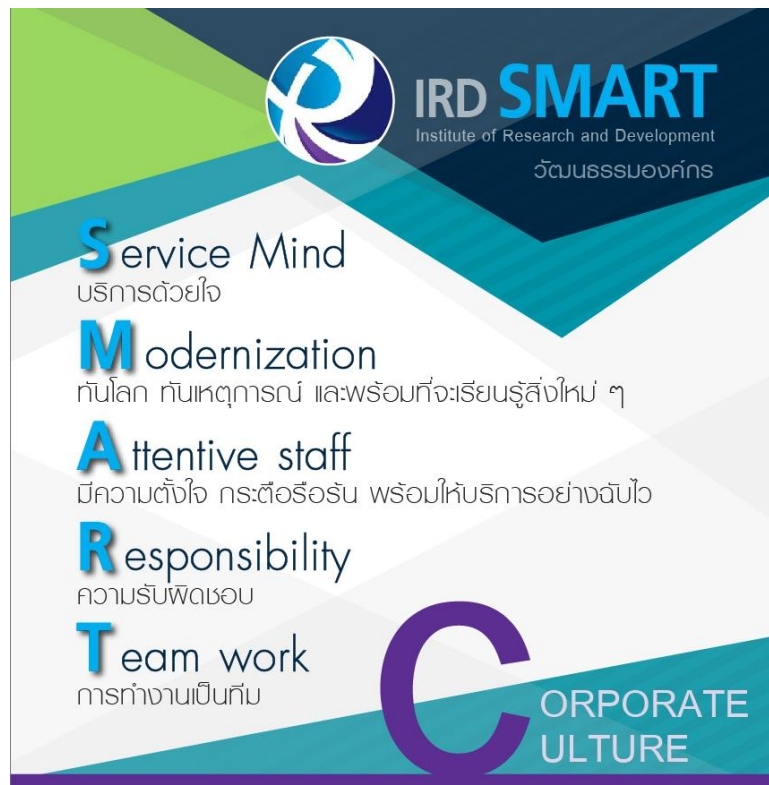 IRD SMART
Institute of Research and Development
วัฒนธรรมองค์กร
Service Mind
บริการด้วยใจ
Modernization
ทันโลก ทันเหตุการณ์ และพร้อมที่จะเรียนรู้สิ่งใหม่ ๆ
Attentive staff
มีความตั้งใจ กระตือรือร้น พร้อมให้บริการอย่างฉับไว
Responsibility
ความรับผิดชอบ
Team work
การทำงานเป็นทีม
CORPORATE
ULTURE